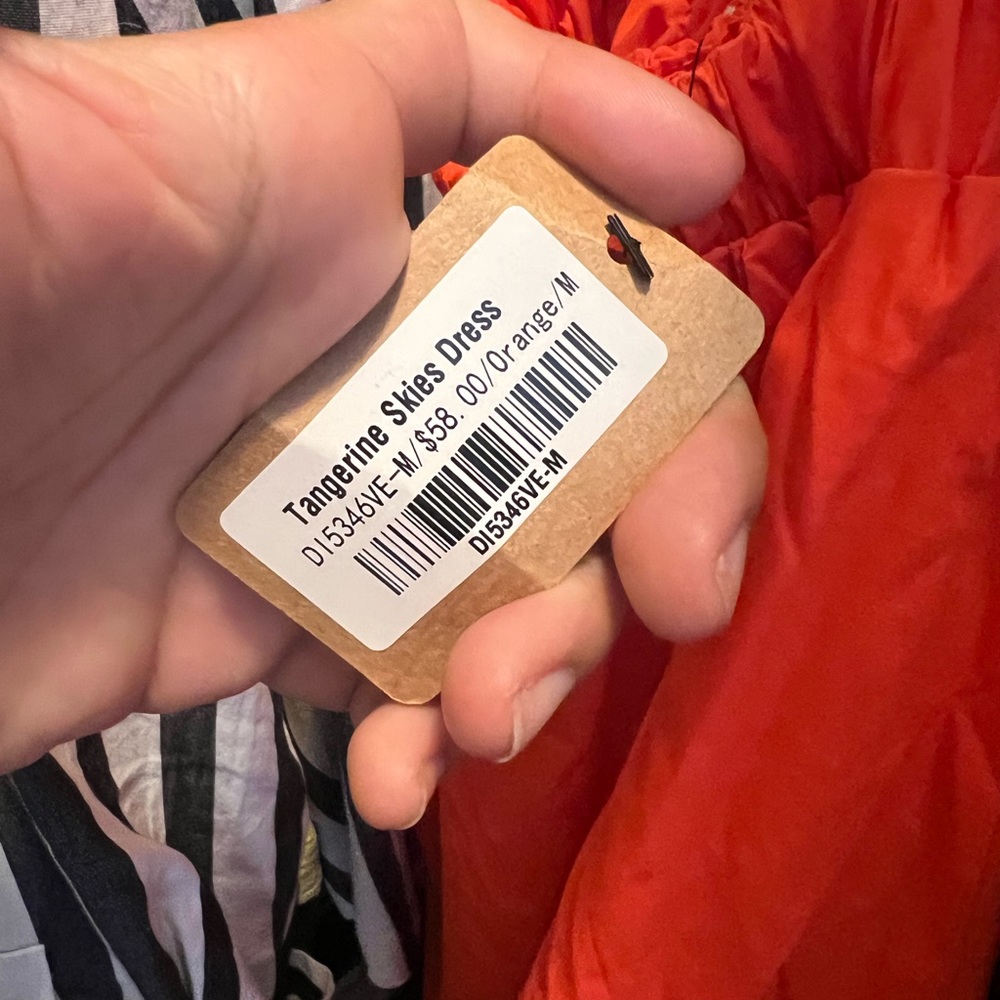 Tangerine Skies Dress
DI5346VE-M/$58.00/Orange/M
DI5346VE-M